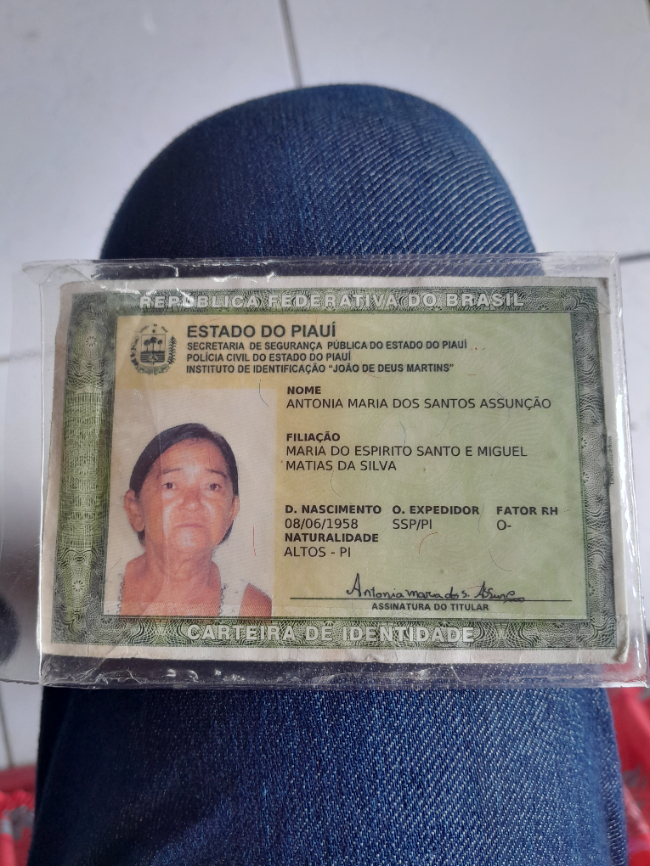 REPÚBLICA FEDERATIVA DO BRASIL
ESTADO DO PIAUÍ
SECRETARIA DE SEGURANÇA PÚBLICA DO ESTADO DO PIAUÍ
POLÍCIA CIVIL DO ESTADO DO PIAUÍ
INSTITUTO DE IDENTIFICAÇÃO "JOÃO DE DEUS MARTINS"
NOME
ANTONIA MARIA DOS SANTOS ASSUNÇÃO
FILIAÇÃO
MARIA DO ESPIRITO SANTO E MIGUEL
MATIAS DA SILVA
D. NASCIMENTO O. EXPEDIDOR FATOR RH
08/06/1958 SSP/PI O-
NATURALIDADE
ALTOS - PI
Antonia maria dos S. Assunção
ASSINATURA DO TITULAR
CARTEIRA DE IDENTIDADE